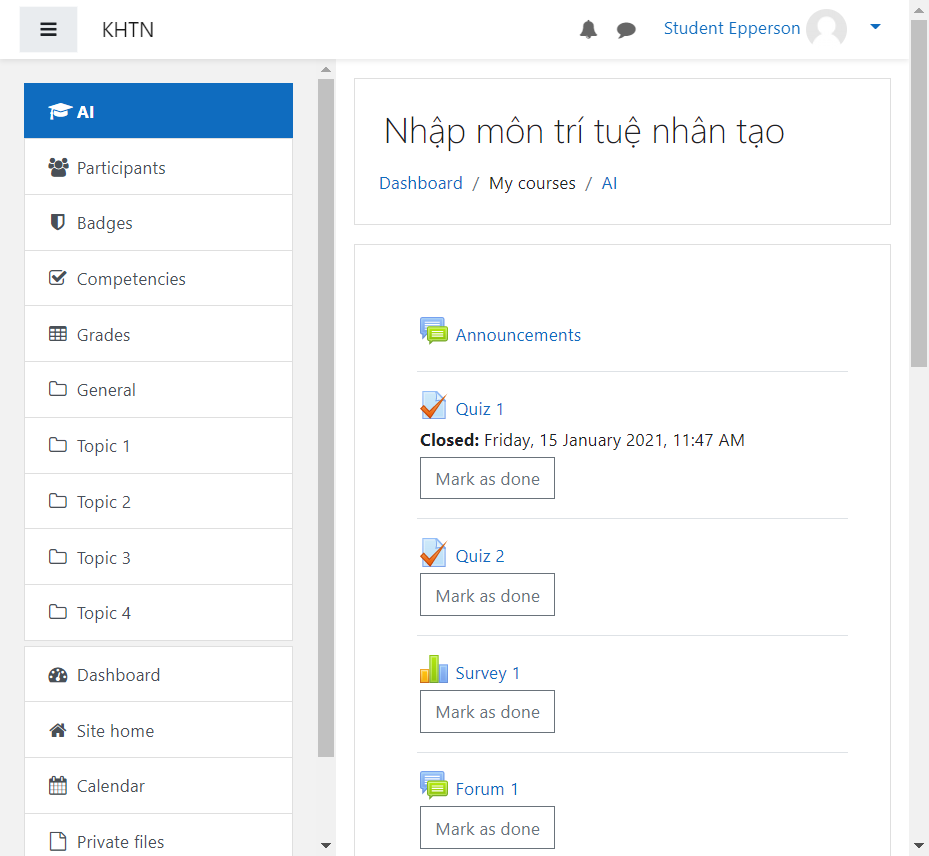 KHTN
Student Epperson
AI
Participants
Badges
Competencies
Grades
General
Topic 1
Topic 2
Topic 3
Topic 4
Dashboard
Site home
Calendar
Private files
Nhập môn trí tuệ nhân tạo
Dashboard / My courses / AI
Announcements
Quiz 1
Closed: Friday, 15 January 2021, 11:47 AM
Mark as done
Quiz 2
Mark as done
Survey 1
Mark as done
Forum 1
Mark as done